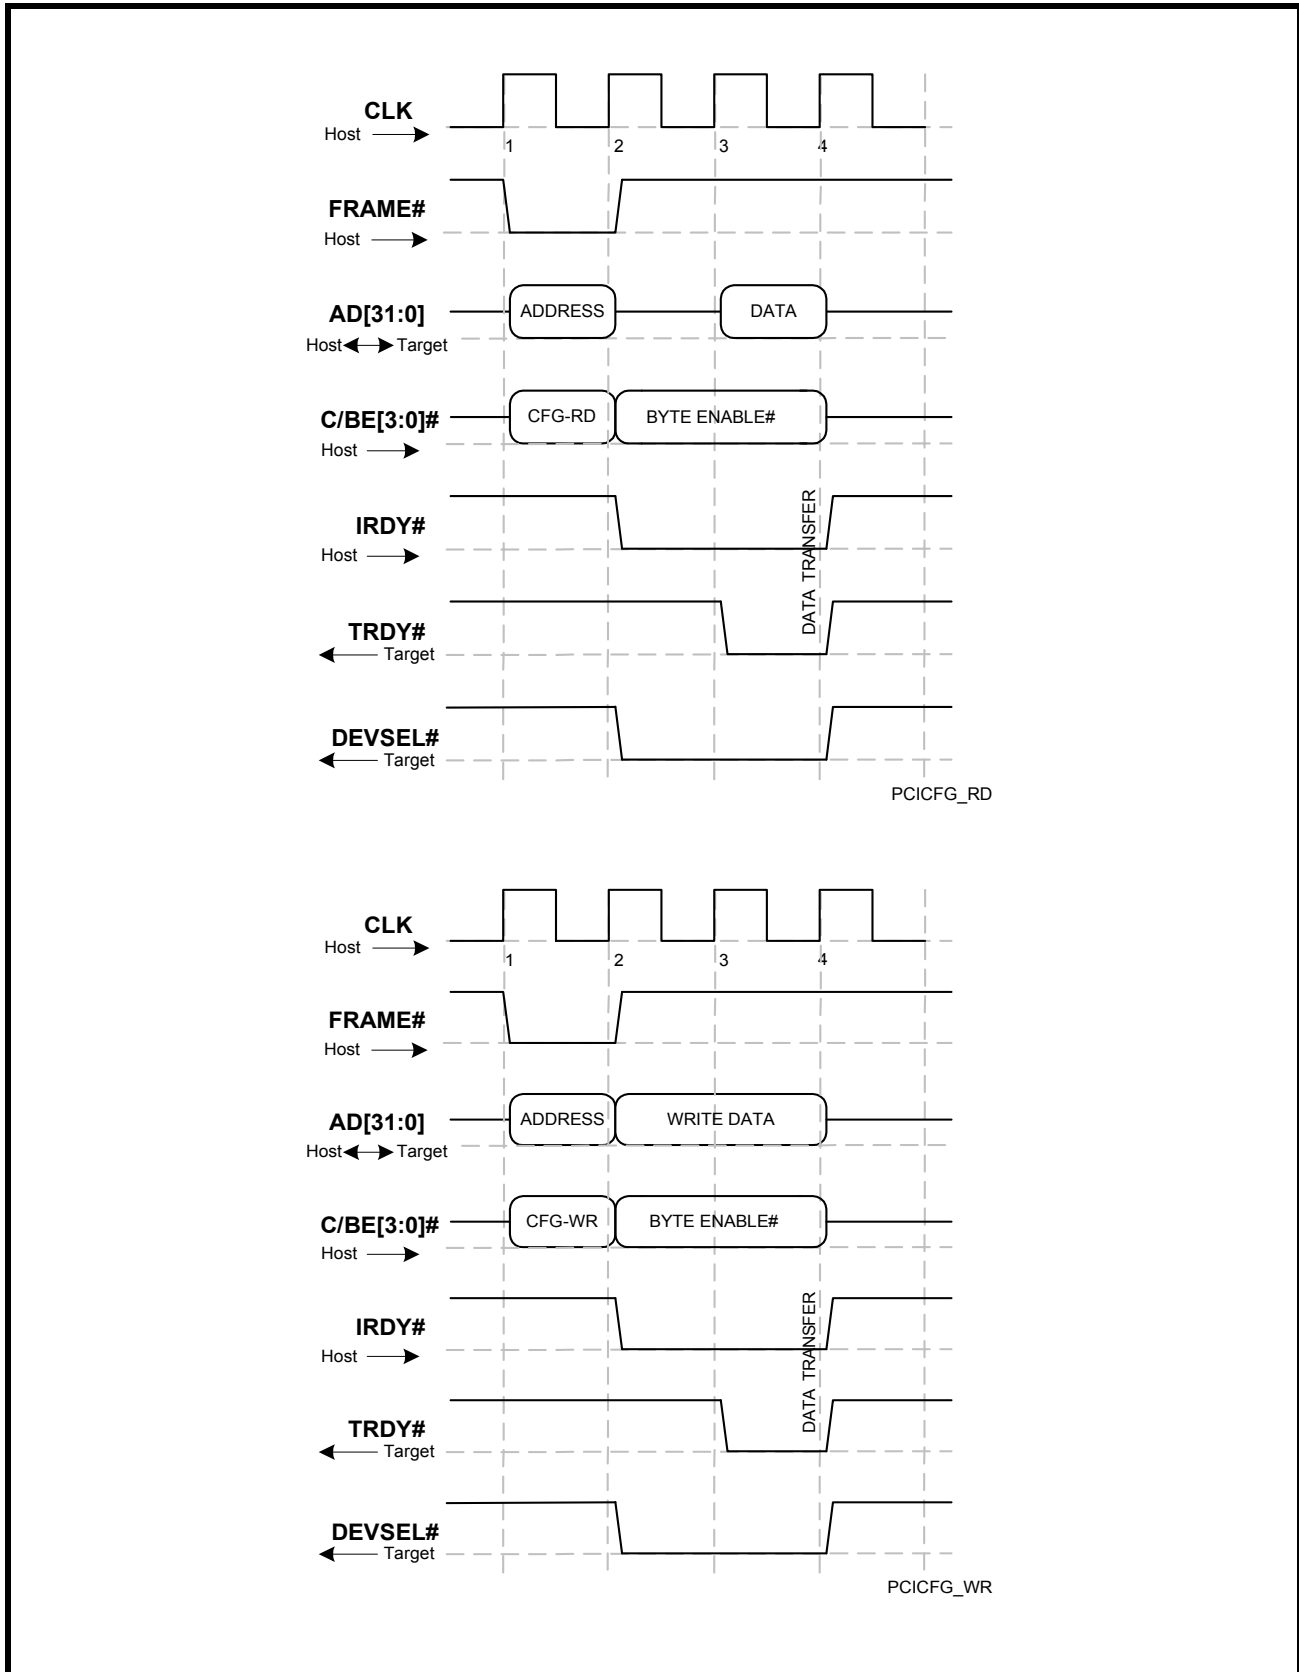 CLK
Host
1 2 3 4
FRAME#
Host
AD[31:0] ADDRESS DATA
Host Target
C/BE[3:0]# CFG-RD BYTE ENABLE#
Host
IRDY#
Host
DATA TRANSFER
TRDY#
Target
DEVSEL#
Target
PCICFG_RD
CLK
Host
1 2 3 4
FRAME#
Host
AD[31:0] ADDRESS WRITE DATA
Host Target
C/BE[3:0]# CFG-WR BYTE ENABLE#
Host
IRDY#
Host
DATA TRANSFER
TRDY#
Target
DEVSEL#
Target
PCICFG_WR